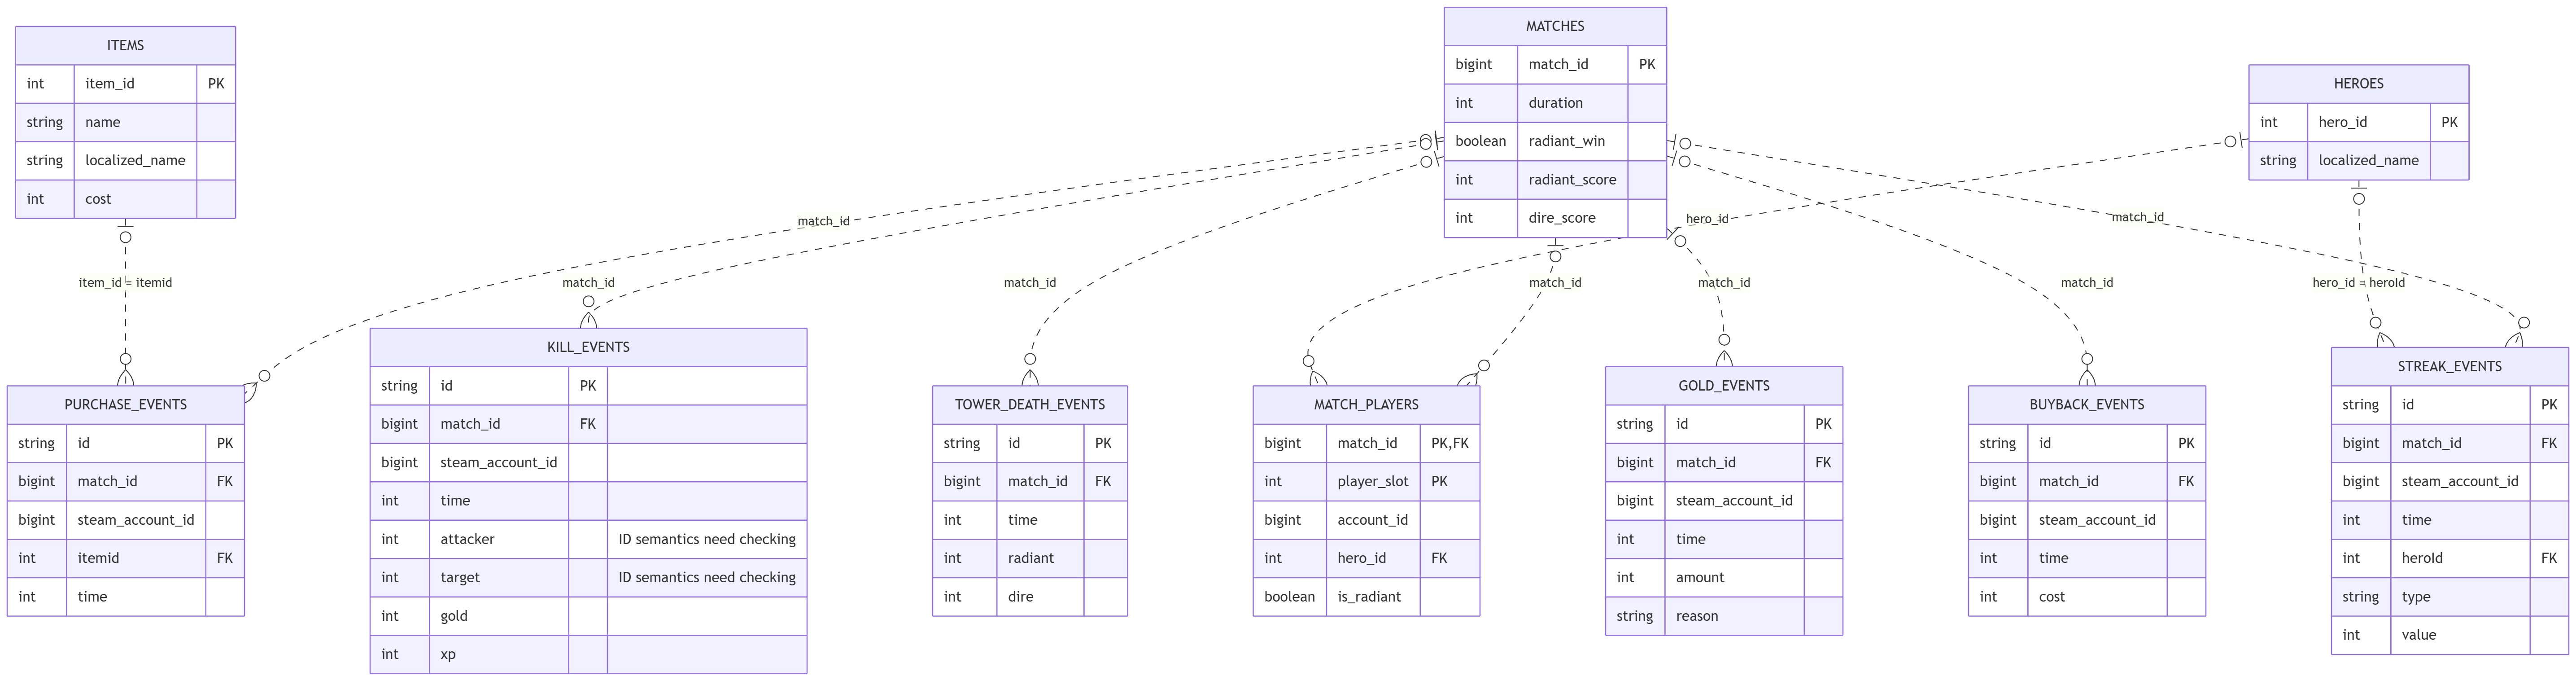 ITEMS
int item_id PK
string name
string localized_name
int cost
MATCHES
bigint match_id PK
int duration
boolean radiant_win
int radiant_score
int dire_score
HEROES
int hero_id PK
string localized_name
match_id
hero_id
match_id
item_id = itemid
match_id
match_id
match_id
match_id
match_id
hero_id = heroId
PURCHASE_EVENTS
string id PK
bigint match_id FK
bigint steam_account_id
int itemid FK
int time
KILL_EVENTS
string id PK
bigint match_id FK
bigint steam_account_id
int time
int attacker ID semantics need checking
int target ID semantics need checking
int gold
int xp
TOWER_DEATH_EVENTS
string id PK
bigint match_id FK
int time
int radiant
int dire
MATCH_PLAYERS
bigint match_id PK,FK
int player_slot PK
bigint account_id
int hero_id FK
boolean is_radiant
GOLD_EVENTS
string id PK
bigint match_id FK
bigint steam_account_id
int time
int amount
string reason
BUYBACK_EVENTS
string id PK
bigint match_id FK
bigint steam_account_id
int time
int cost
STREAK_EVENTS
string id PK
bigint match_id FK
bigint steam_account_id
int time
int heroId FK
string type
int value